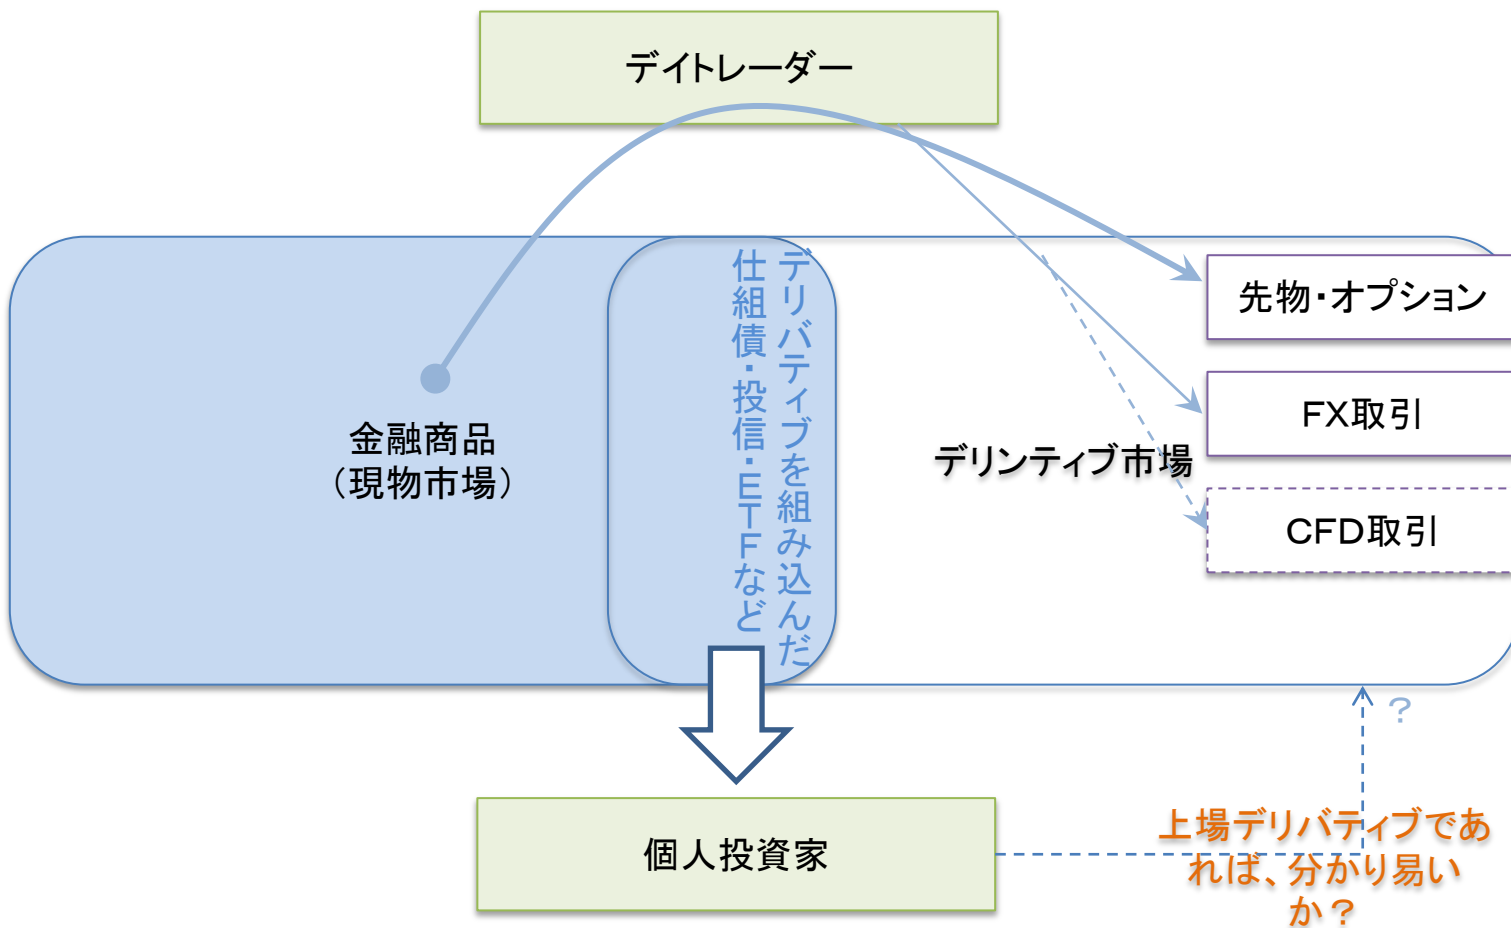 デイトレーダー
デリバティブを組み込んだ
仕組債・投信・ETFなど
先物・オプション
FX取引
金融商品
（現物市場）
デリンティブ市場
CFD取引
？
個人投資家
上場デリバティブであ
れば、分かり易い
か？